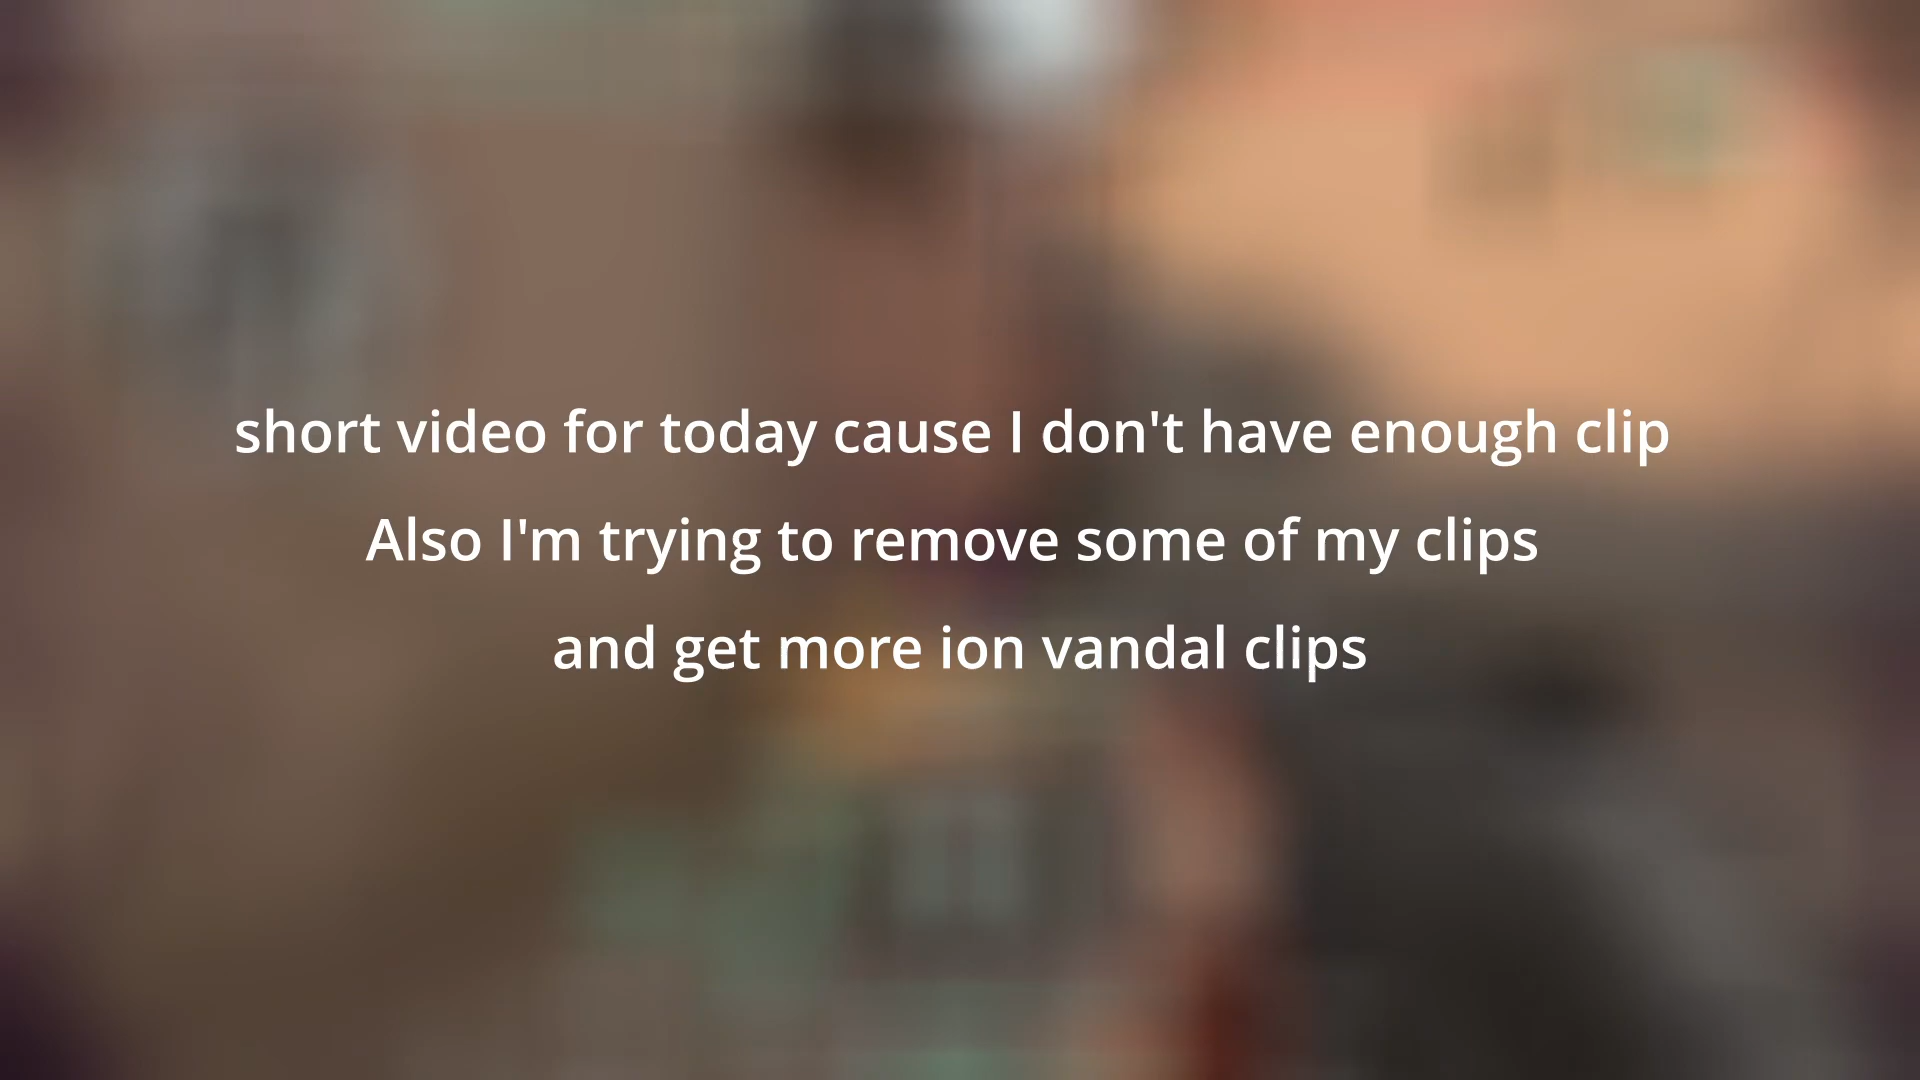 short video for today cause I don't have enough clip
Also I'm trying to remove some of my clips
and get more ion vandal clips